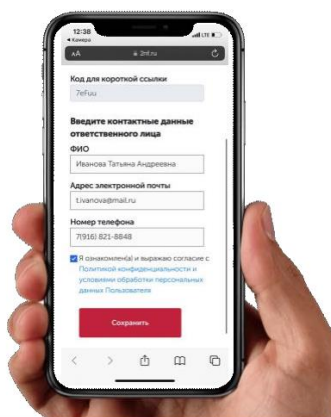 12:38
LTE
◀ Камера
AA
2nf.ru
Код для короткой ссылки
7eFuu
Введите контактные данные
ответственного лица
ФИО
Иванова Татьяна Андреевна
Адрес электронной почты
t.ivanova@mail.ru
Номер телефона
7(916) 821-8848
Я ознакомлен(а) и выражаю согласие с
Политикой конфиденциальности и
условиями обработки персональных
данных Пользователя
Сохранить